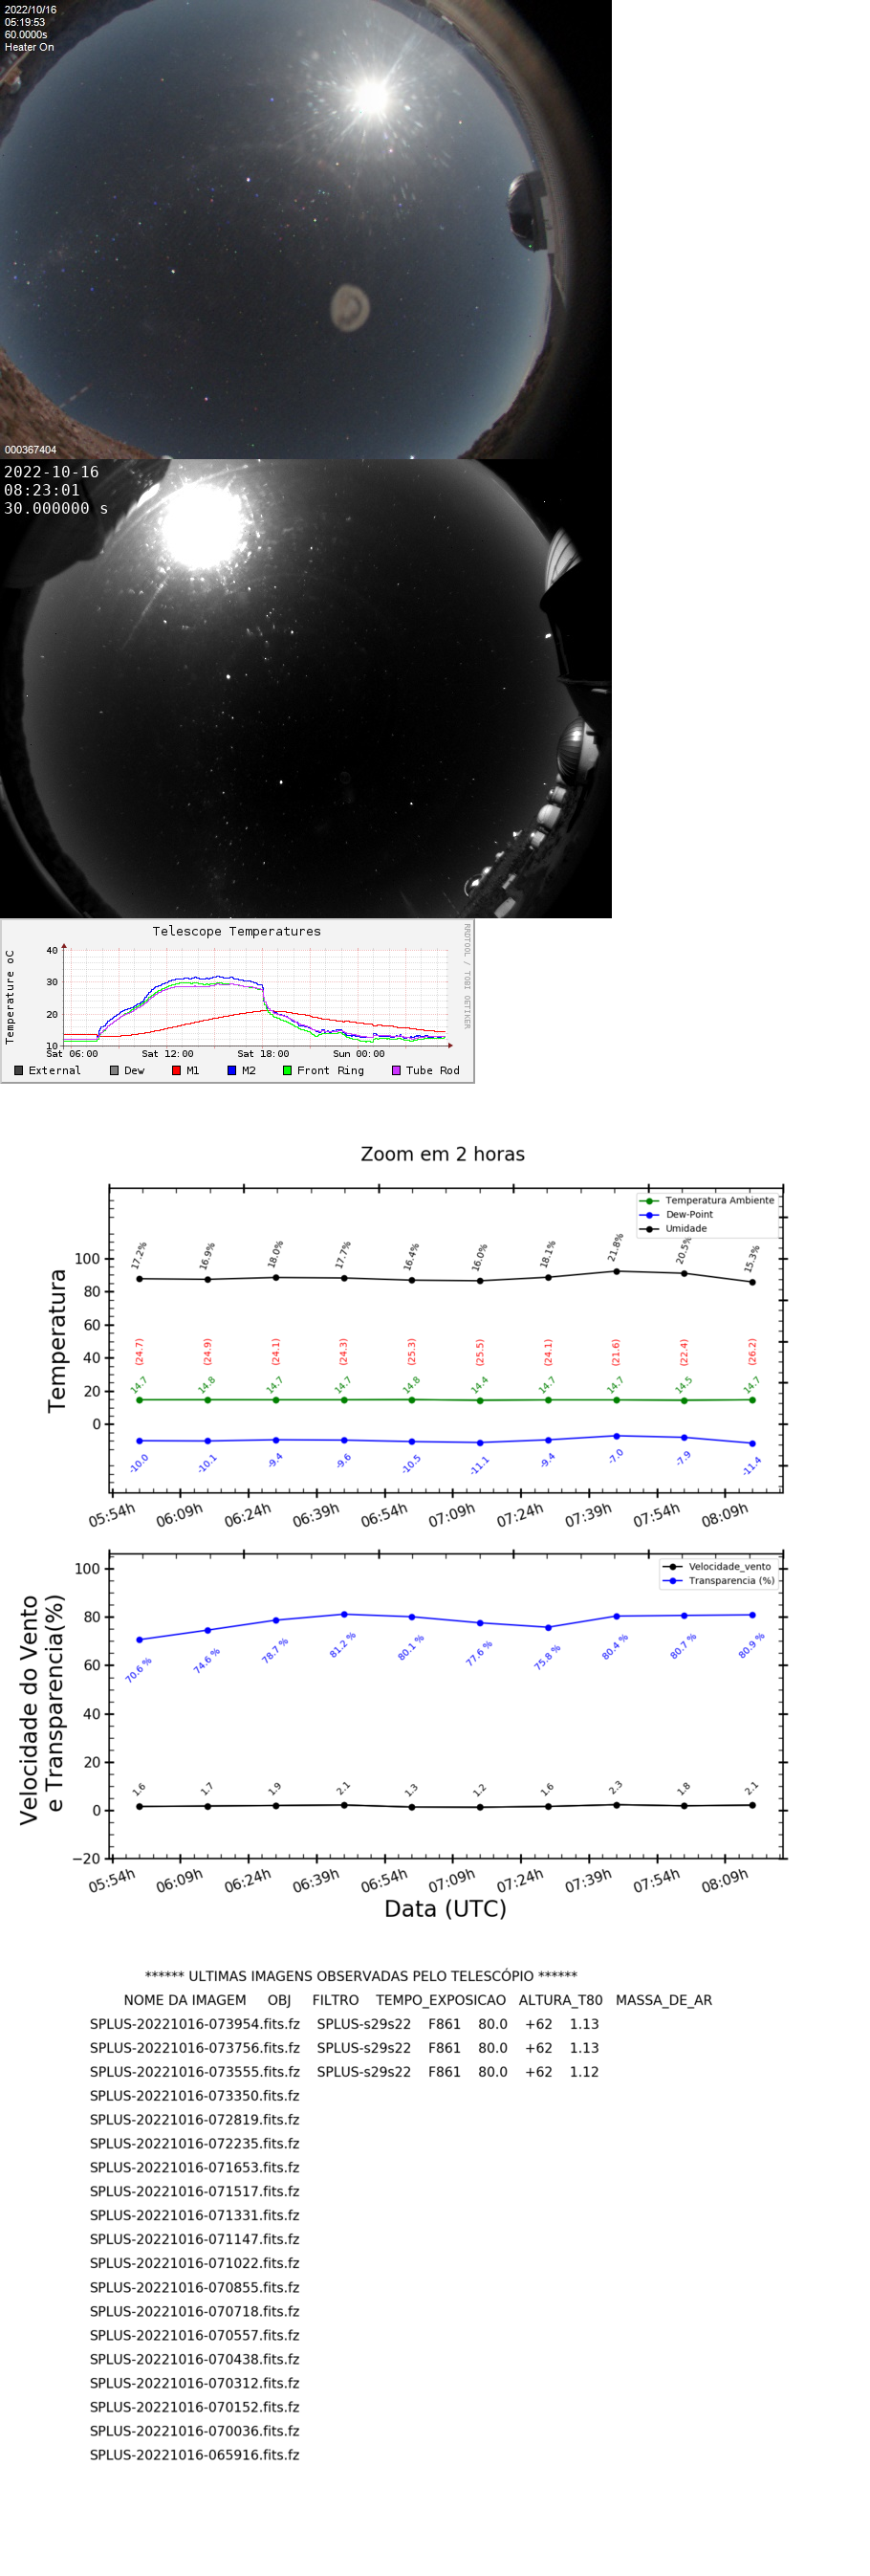 2022/10/16
05:19:53
60.0000s
Heater On
000367404
2022-10-16
08:23:01
30.000000 s
Telescope Temperatures
RRDTOOL / TOBI OETIKER
Temperature oC
40
30
20
10
Sat 06:00 Sat 12:00 Sat 18:00 Sun 00:00
External Dew M1 M2 Front Ring Tube Rod
Zoom em 2 horas
Temperatura Ambiente
Dew-Point
Umidade
Temperatura
100
80
60
40
20
0
17.2% 16.9% 18.0% 17.7% 16.4% 16.0% 18.1% 21.8% 20.5% 15.3%
(24.7) (24.9) (24.1) (24.3) (25.3) (25.5) (24.1) (21.6) (22.4) (26.2)
14.7 14.8 14.7 14.7 14.8 14.4 14.7 14.7 14.5 14.7
-10.0 -10.1 -9.4 -9.6 -10.5 -11.1 -9.4 -7.0 -7.9 -11.4
05:54h 06:09h 06:24h 06:39h 06:54h 07:09h 07:24h 07:39h 07:54h 08:09h
Velocidade_vento
Transparencia (%)
Velocidade do Vento
e Transparencia(%)
100
80
60
40
20
0
−20
70.6 % 74.6 % 78.7 % 81.2 % 80.1 % 77.6 % 75.8 % 80.4 % 80.7 % 80.9 %
1.6 1.7 1.9 2.1 1.3 1.2 1.6 2.3 1.8 2.1
05:54h 06:09h 06:24h 06:39h 06:54h 07:09h 07:24h 07:39h 07:54h 08:09h
Data (UTC)
****** ULTIMAS IMAGENS OBSERVADAS PELO TELESCÓPIO ******
NOME DA IMAGEM OBJ FILTRO TEMPO_EXPOSICAO ALTURA_T80 MASSA_DE_AR
SPLUS-20221016-073954.fits.fz SPLUS-s29s22 F861 80.0 +62 1.13
SPLUS-20221016-073756.fits.fz SPLUS-s29s22 F861 80.0 +62 1.13
SPLUS-20221016-073555.fits.fz SPLUS-s29s22 F861 80.0 +62 1.12
SPLUS-20221016-073350.fits.fz
SPLUS-20221016-072819.fits.fz
SPLUS-20221016-072235.fits.fz
SPLUS-20221016-071653.fits.fz
SPLUS-20221016-071517.fits.fz
SPLUS-20221016-071331.fits.fz
SPLUS-20221016-071147.fits.fz
SPLUS-20221016-071022.fits.fz
SPLUS-20221016-070855.fits.fz
SPLUS-20221016-070718.fits.fz
SPLUS-20221016-070557.fits.fz
SPLUS-20221016-070438.fits.fz
SPLUS-20221016-070312.fits.fz
SPLUS-20221016-070152.fits.fz
SPLUS-20221016-070036.fits.fz
SPLUS-20221016-065916.fits.fz